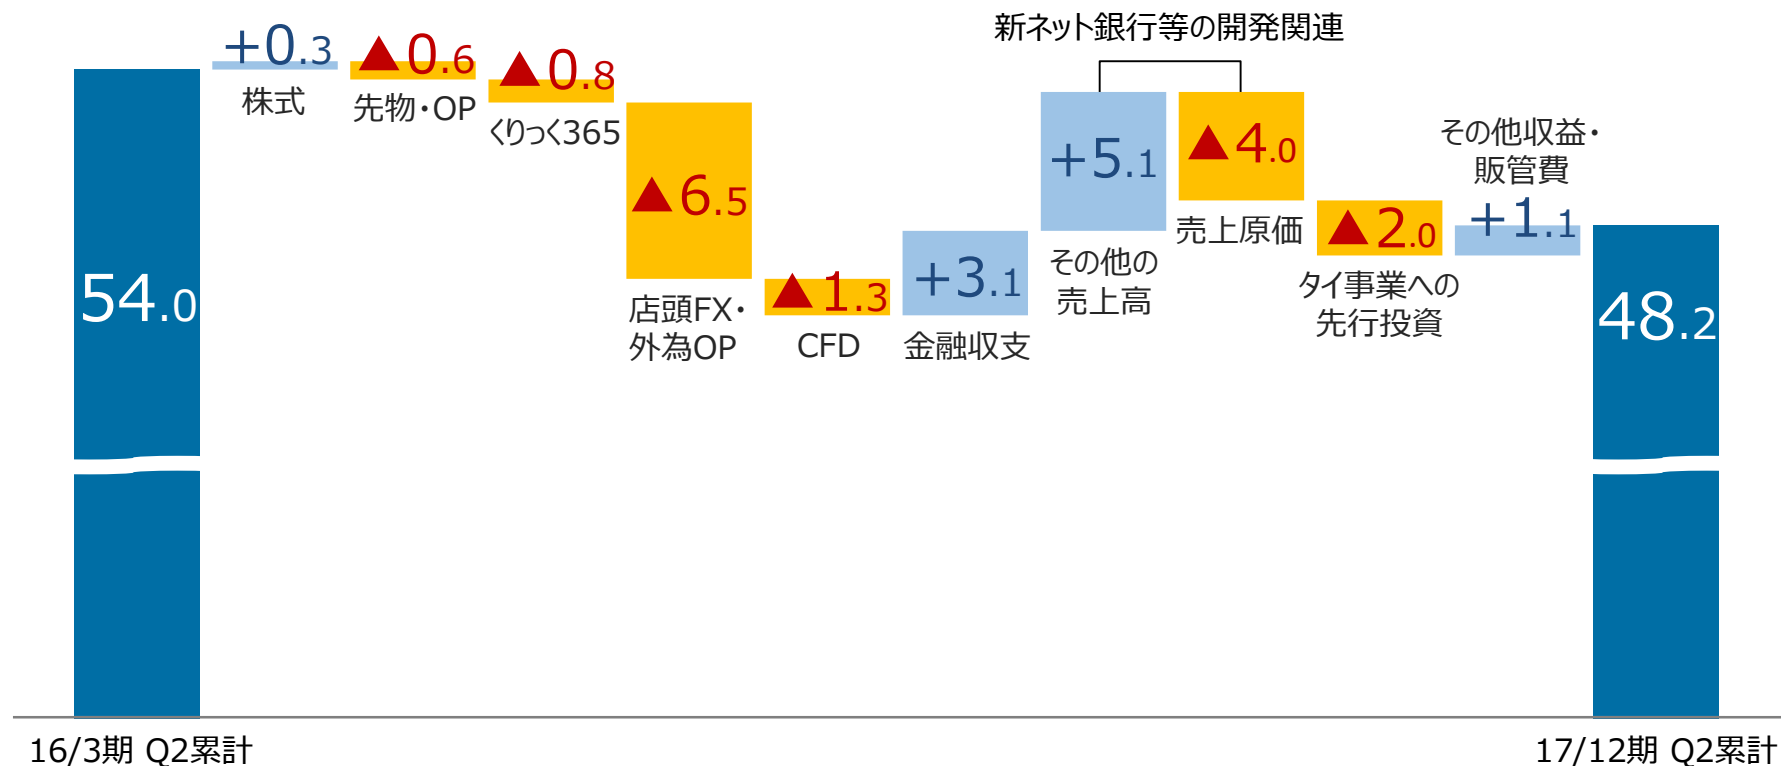 新ネット銀行等の開発関連
54.0
+0.3
株式
▲0.6
先物・OP
▲0.8
くりっく365
▲6.5
店頭FX・
外為OP
▲1.3
CFD
+3.1
金融収支
+5.1
その他の
売上高
▲4.0
売上原価
▲2.0
タイ事業への
先行投資
その他収益・
販管費
+1.1
48.2
16/3期 Q2累計
17/12期 Q2累計